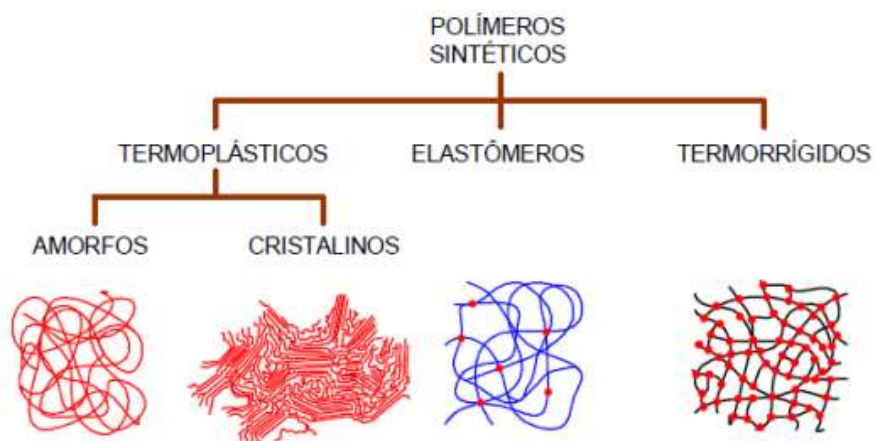 POLÍMEROS
SINTÉTICOS
TERMOPLÁSTICOS ELASTÔMEROS TERMORRÍGIDOS
AMORFOS CRISTALINOS